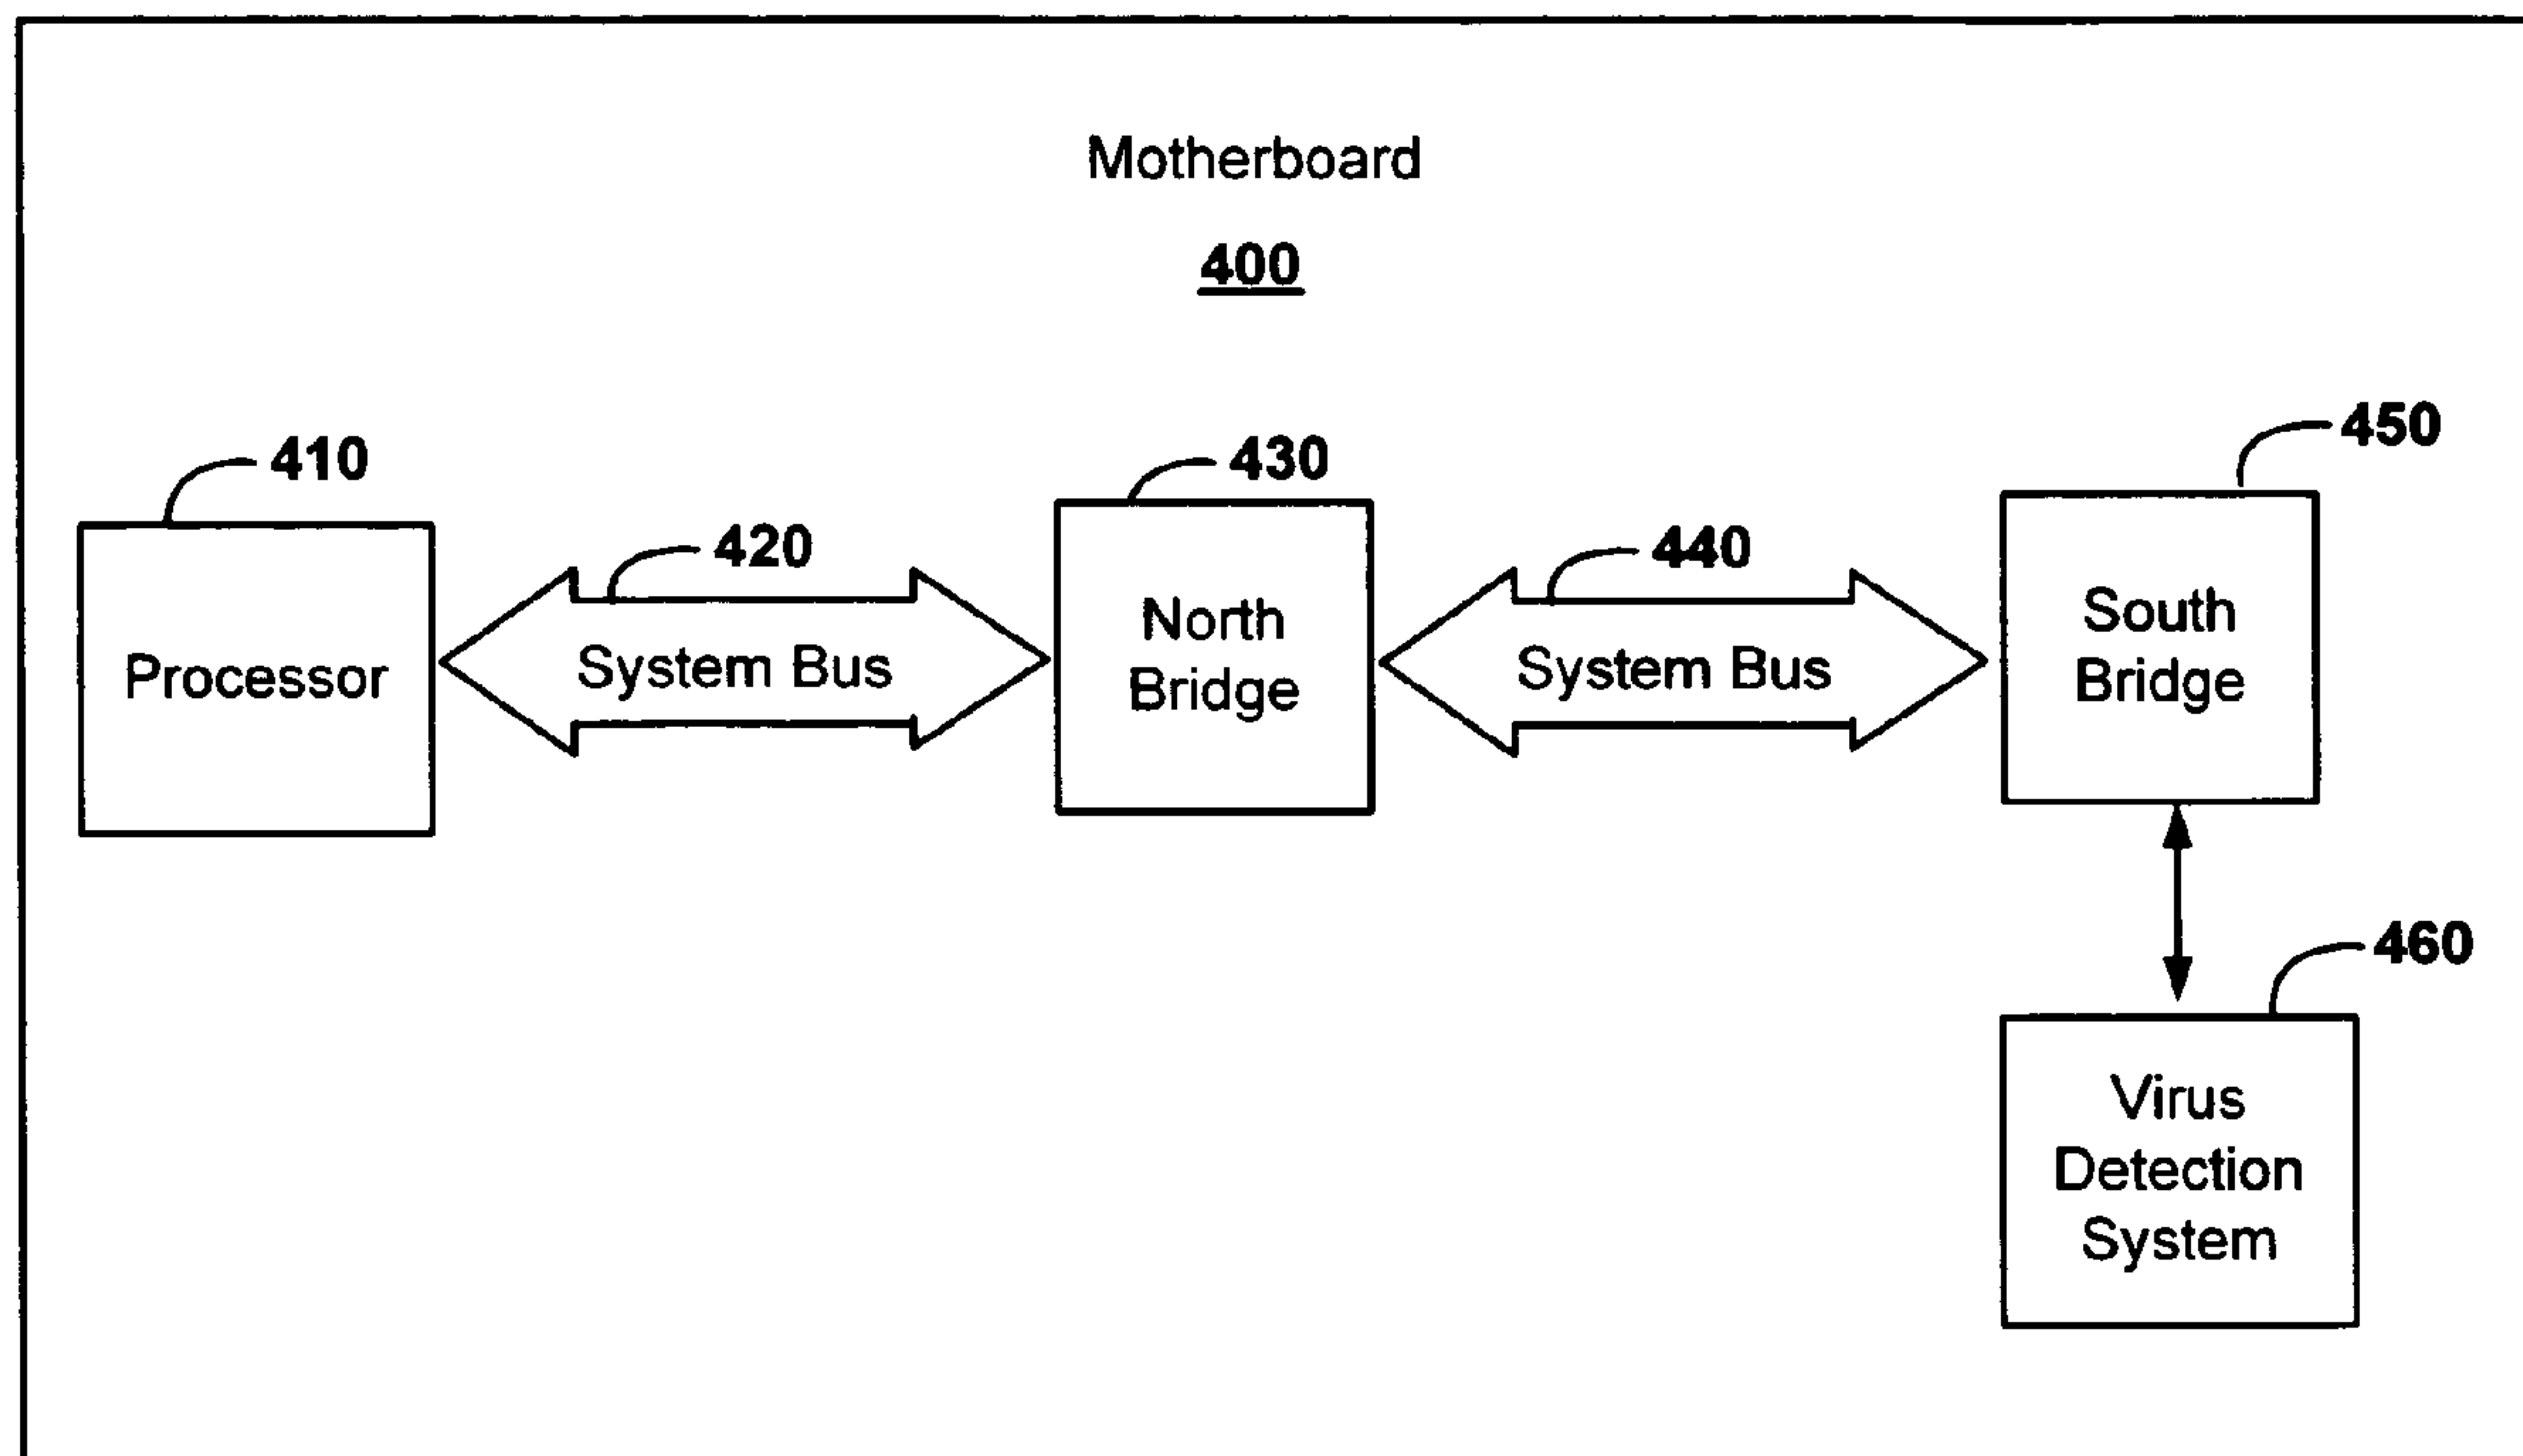 Motherboard
400
410
420
430
440
450
Processor
System Bus
North
Bridge
System Bus
South
Bridge
460
Virus
Detection
System